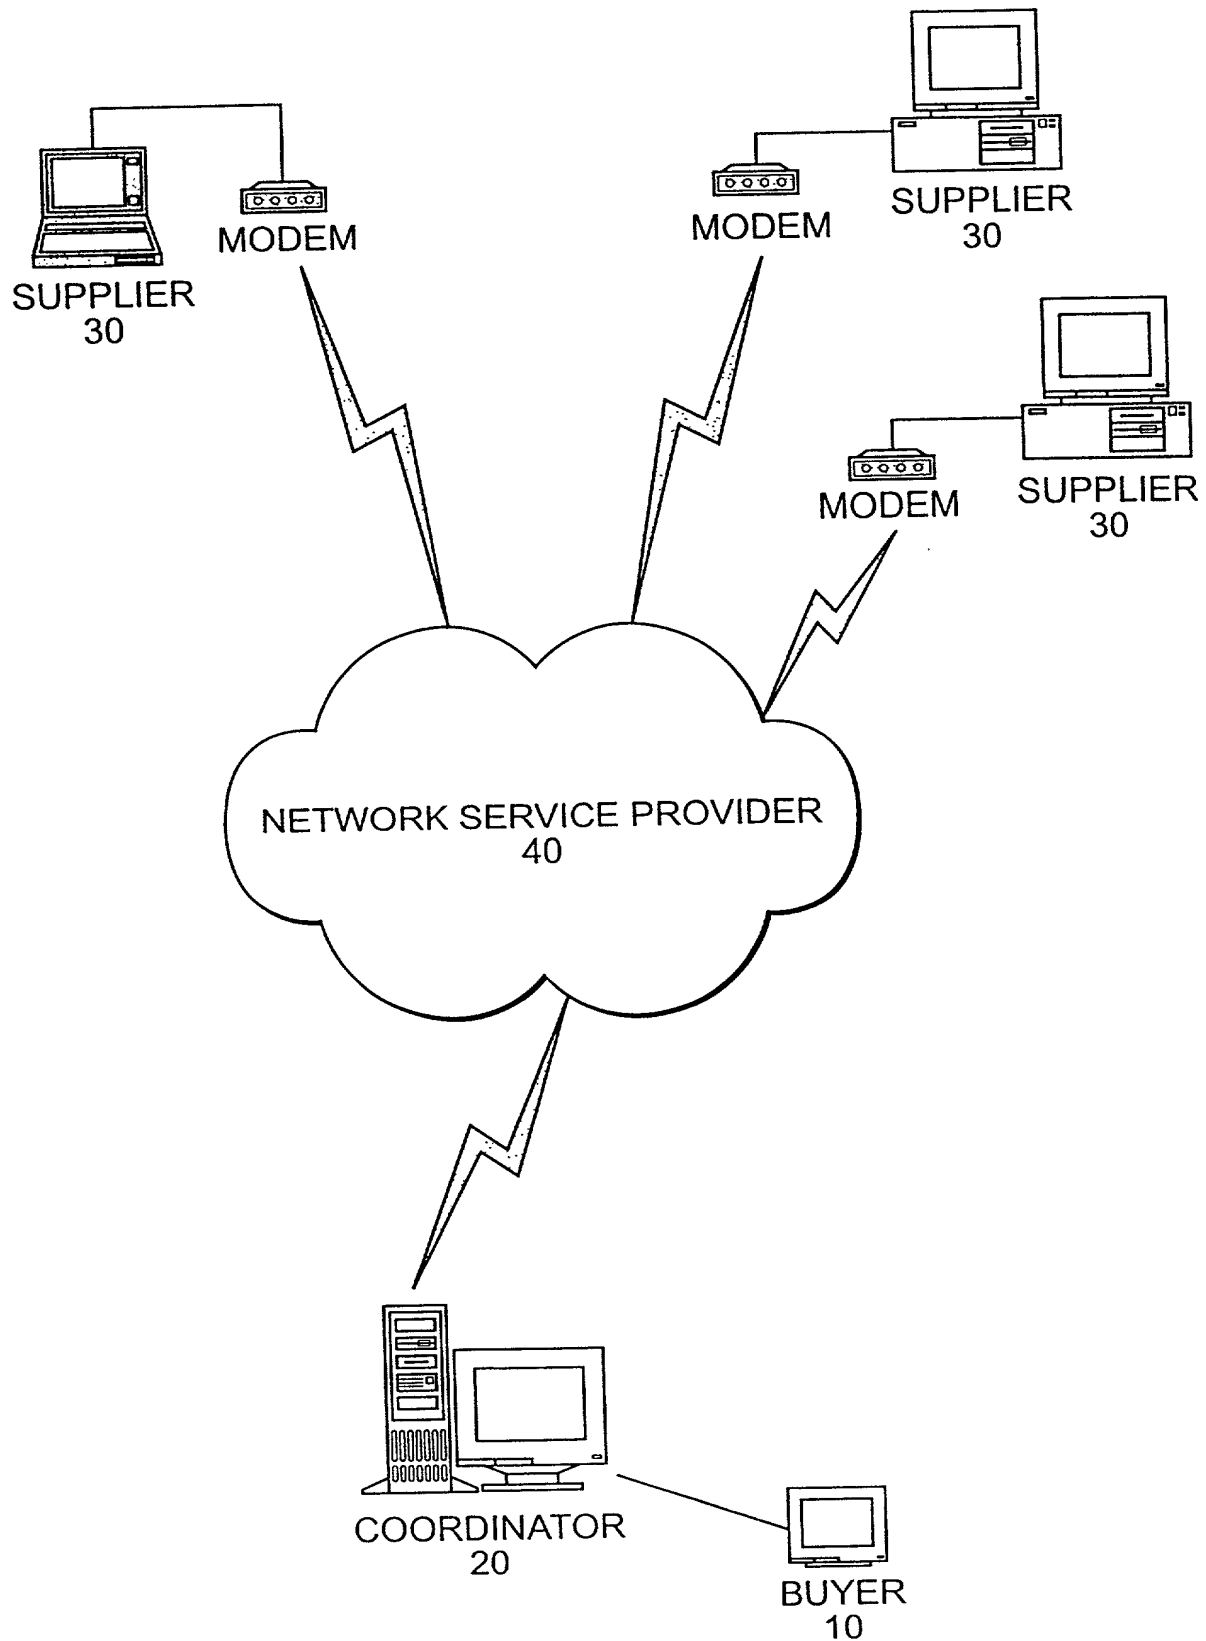 SUPPLIER
30
MODEM
MODEM
SUPPLIER
30
MODEM
SUPPLIER
30
NETWORK SERVICE PROVIDER
40
COORDINATOR
20
BUYER
10